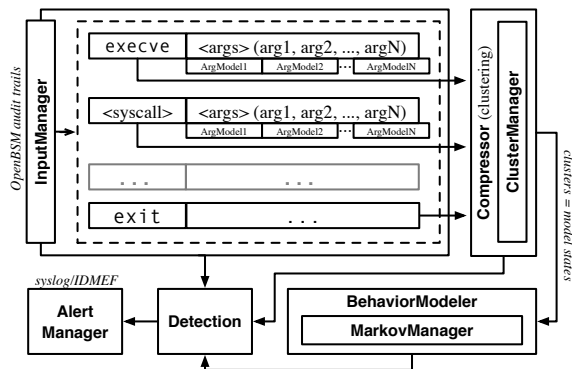 OpenBSM audit trails
InputManager
execve <args> (arg1, arg2, ..., argN)
ArgModel1 ArgModel2 ... ArgModelN
<syscall> <args> (arg1, arg2, ..., argN)
ArgModel1 ArgModel2 ... ArgModelN
... ...
exit ...
Compressor (clustering)
ClusterManager
clusters = model states
syslog/IDMEF
Alert
Manager
Detection
BehaviorModeler
MarkovManager